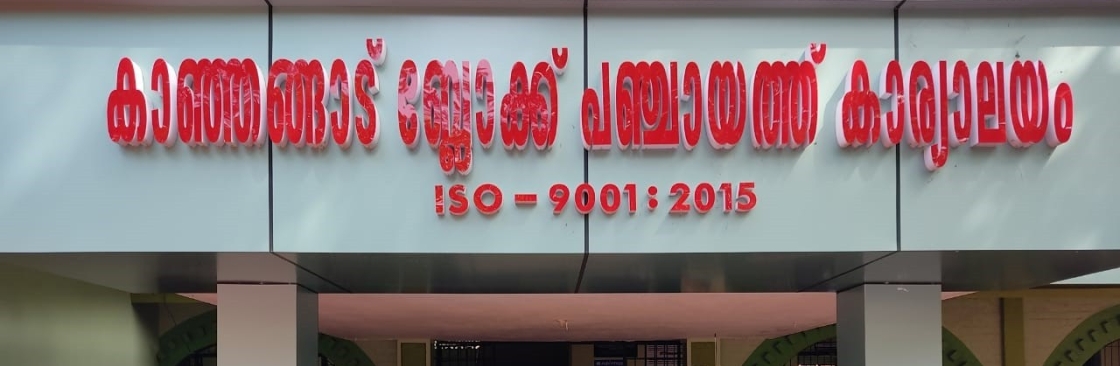 കാഞ്ഞങ്ങാട് ബ്ലോക്ക് പഞ്ചായത്ത് കാര്യാലയം
ISO – 9001 : 2015